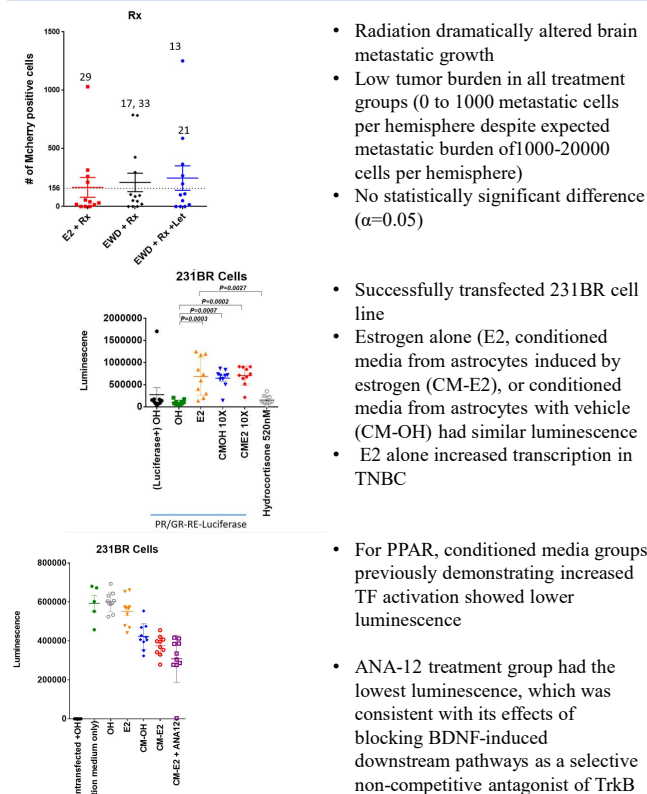 Rx
1500
1000
500
156
0
# of Mcherry positive cells
29
17, 33
13
21
E2 + Rx
EWD + Rx
EWD + Rx +Let
• Radiation dramatically altered brain
metastatic growth
• Low tumor burden in all treatment
groups (0 to 1000 metastatic cells
per hemisphere despite expected
metastatic burden of1000-20000
cells per hemisphere)
• No statistically significant difference
(α=0.05)
231BR Cells
P=0.0027
P=0.0002
P=0.0007
P=0.0003
2000000
1500000
1000000
500000
0
Luminescene
(Luciferase+) OH
OH
E2
CMOH 10X
CME2 10X
Hydrocortisone 520nM
PR/GR-RE-Luciferase
• Successfully transfected 231BR cell
line
• Estrogen alone (E2, conditioned
media from astrocytes induced by
estrogen (CM-E2), or conditioned
media from astrocytes with vehicle
(CM-OH) had similar luminescence
• E2 alone increased transcription in
TNBC
231BR Cells
800000
600000
400000
200000
0
Luminescence
ntransfected +OH
tion medium only)
OH
E2
CM-OH
CM-E2
CM-E2 + ANA12
• For PPAR, conditioned media groups
previously demonstrating increased
TF activation showed lower
luminescence
• ANA-12 treatment group had the
lowest luminescence, which was
consistent with its effects of
blocking BDNF-induced
downstream pathways as a selective
non-competitive antagonist of TrkB